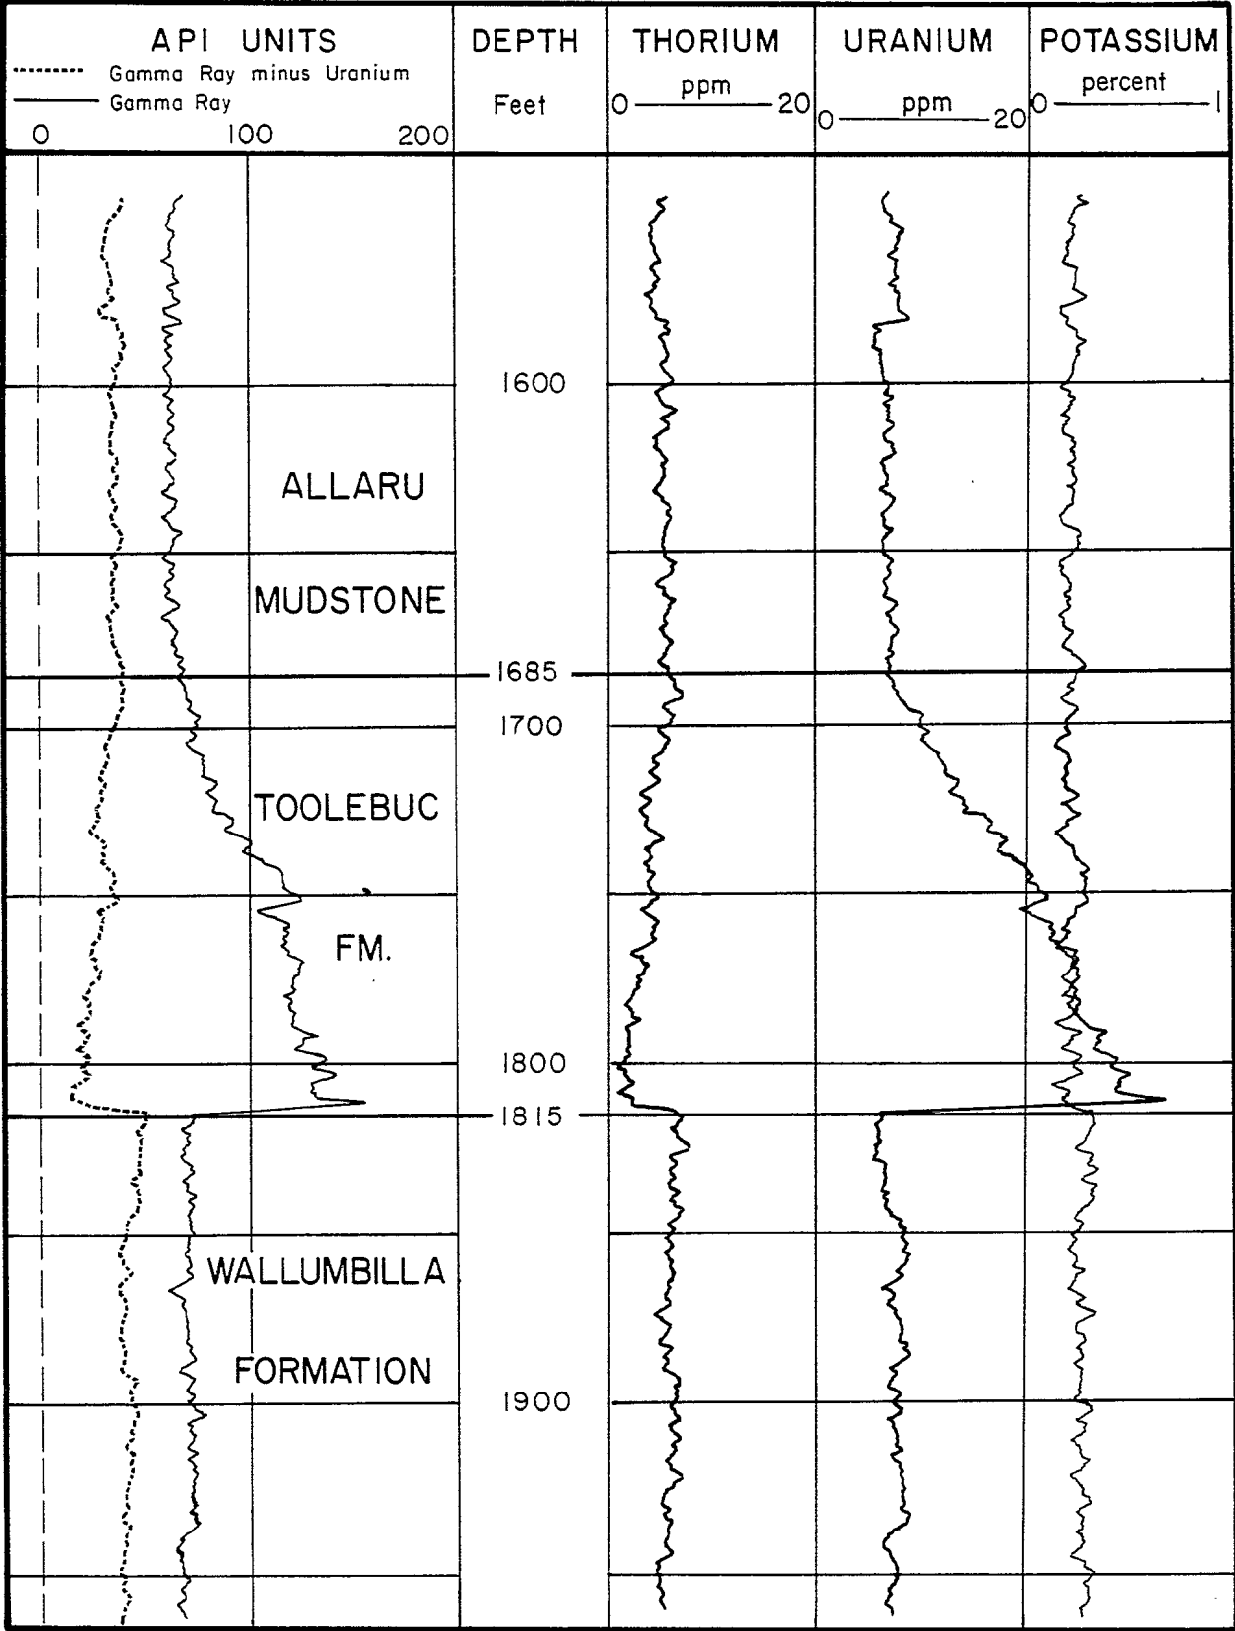 API UNITS
Gamma Ray minus Uranium
Gamma Ray
0 100 200
DEPTH
Feet
THORIUM
ppm
0 20
URANIUM
ppm
0 20
POTASSIUM
percent
0 1
1600
ALLARU
MUDSTONE
1685
1700
TOOLEBUC
FM.
1800
1815
WALLUMBILLA
FORMATION
1900